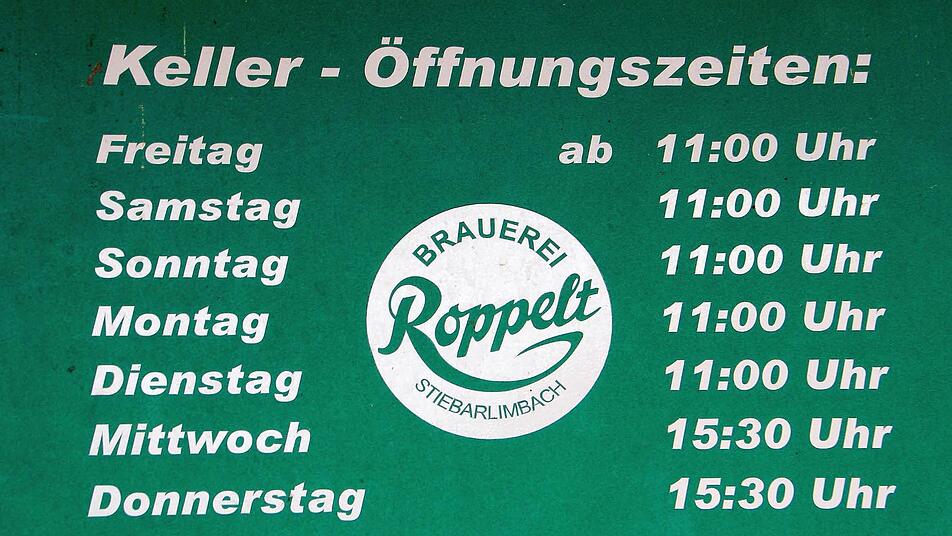 Keller - Öffnungszeiten:
Freitag ab 11:00 Uhr
Samstag 11:00 Uhr
Sonntag 11:00 Uhr
Montag 11:00 Uhr
Dienstag 11:00 Uhr
Mittwoch 15:30 Uhr
Donnerstag 15:30 Uhr
BRAUEREI
Roppelt
STIEBARLIMBACH